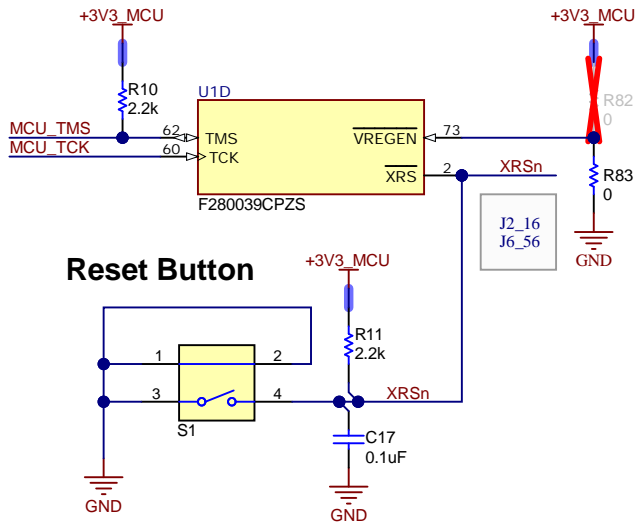 +3V3_MCU
+3V3_MCU
R10
2.2k
U1D
R82
0
MCU_TMS
62
TMS
VREGEN
73
MCU_TCK
60
TCK
XRS
2
XRSn
R83
0
F280039CPZS
J2_16
J6_56
GND
Reset Button
+3V3_MCU
R11
2.2k
1
2
3
4
XRSn
S1
C17
0.1uF
GND
GND